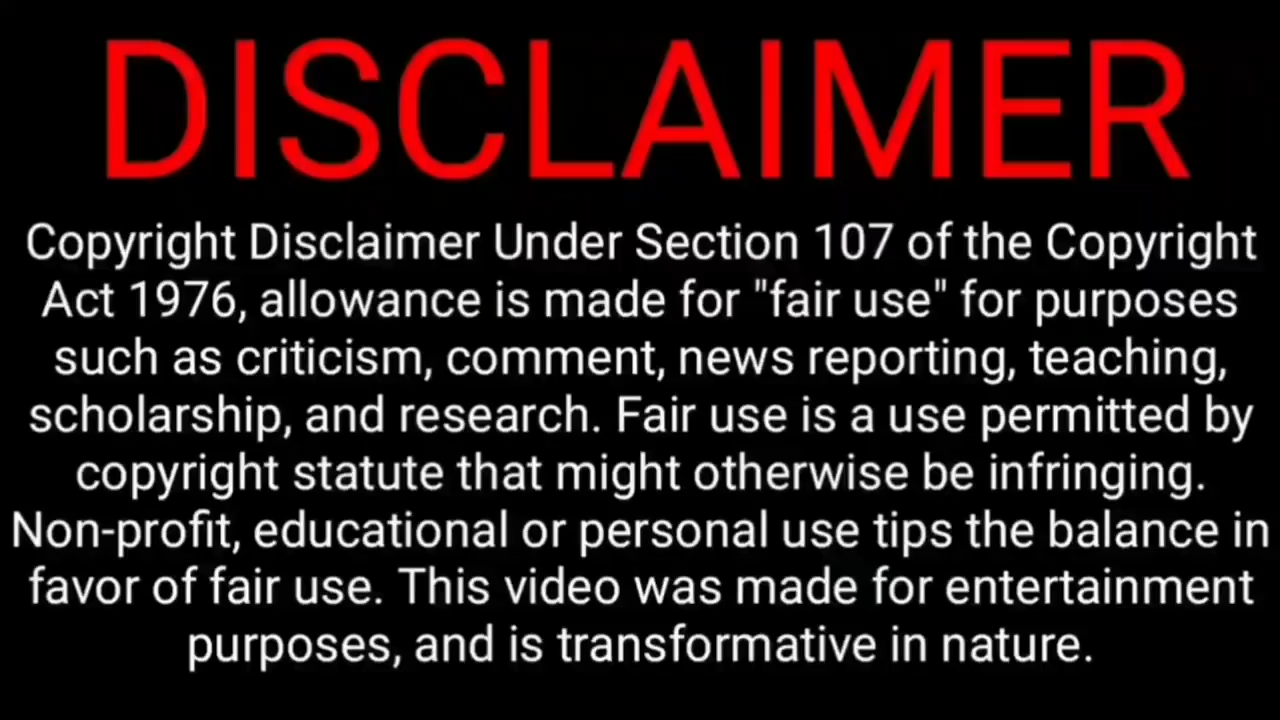 DISCLAIMER
Copyright Disclaimer Under Section 107 of the Copyright
Act 1976, allowance is made for "fair use" for purposes
such as criticism, comment, news reporting, teaching,
scholarship, and research. Fair use is a use permitted by
copyright statute that might otherwise be infringing.
Non-profit, educational or personal use tips the balance in
favor of fair use. This video was made for entertainment
purposes, and is transformative in nature.